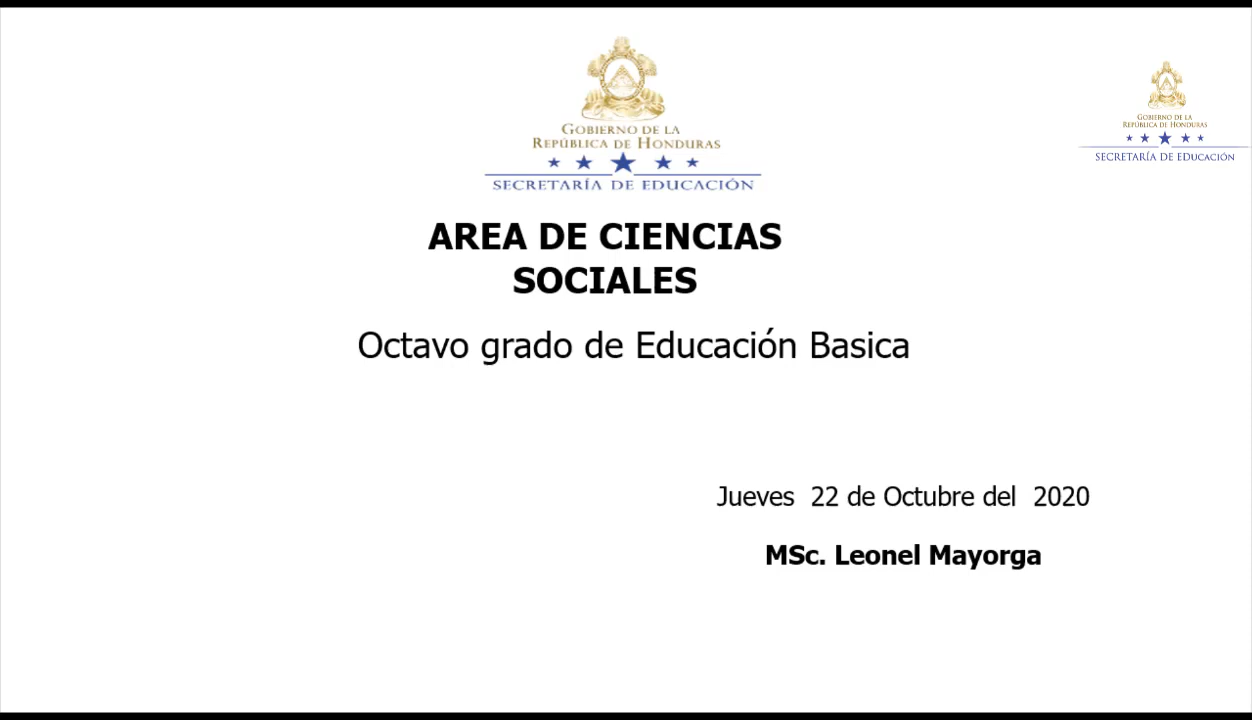 GOBIERNO DE LA
REPÚBLICA DE HONDURAS
SECRETARÍA DE EDUCACIÓN
GOBIERNO DE LA
REPÚBLICA DE HONDURAS
SECRETARÍA DE EDUCACIÓN
AREA DE CIENCIAS
SOCIALES
Octavo grado de Educación Basica
Jueves 22 de Octubre del 2020
MSc. Leonel Mayorga